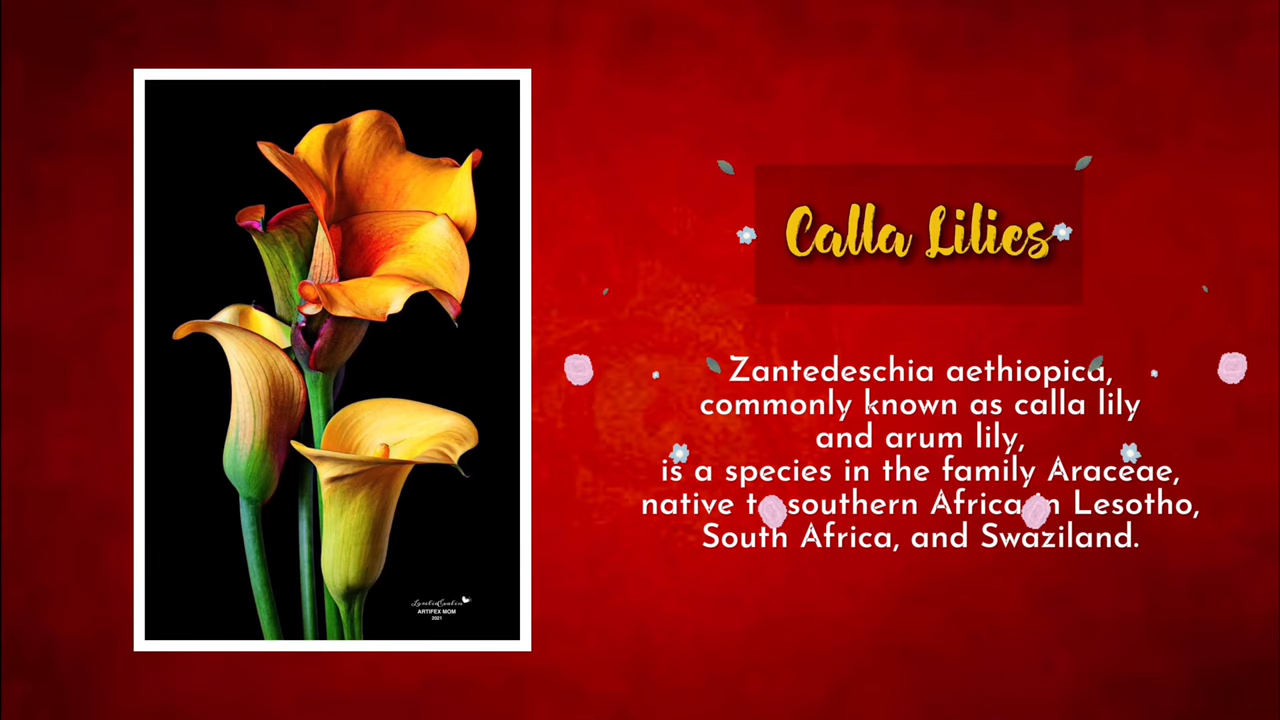 Calla Lilies
Zantedeschia aethiopica,
commonly known as calla lily
and arum lily,
is a species in the family Araceae,
native to southern Africa in Lesotho,
South Africa, and Swaziland.
ARTIFEX MOM
2021